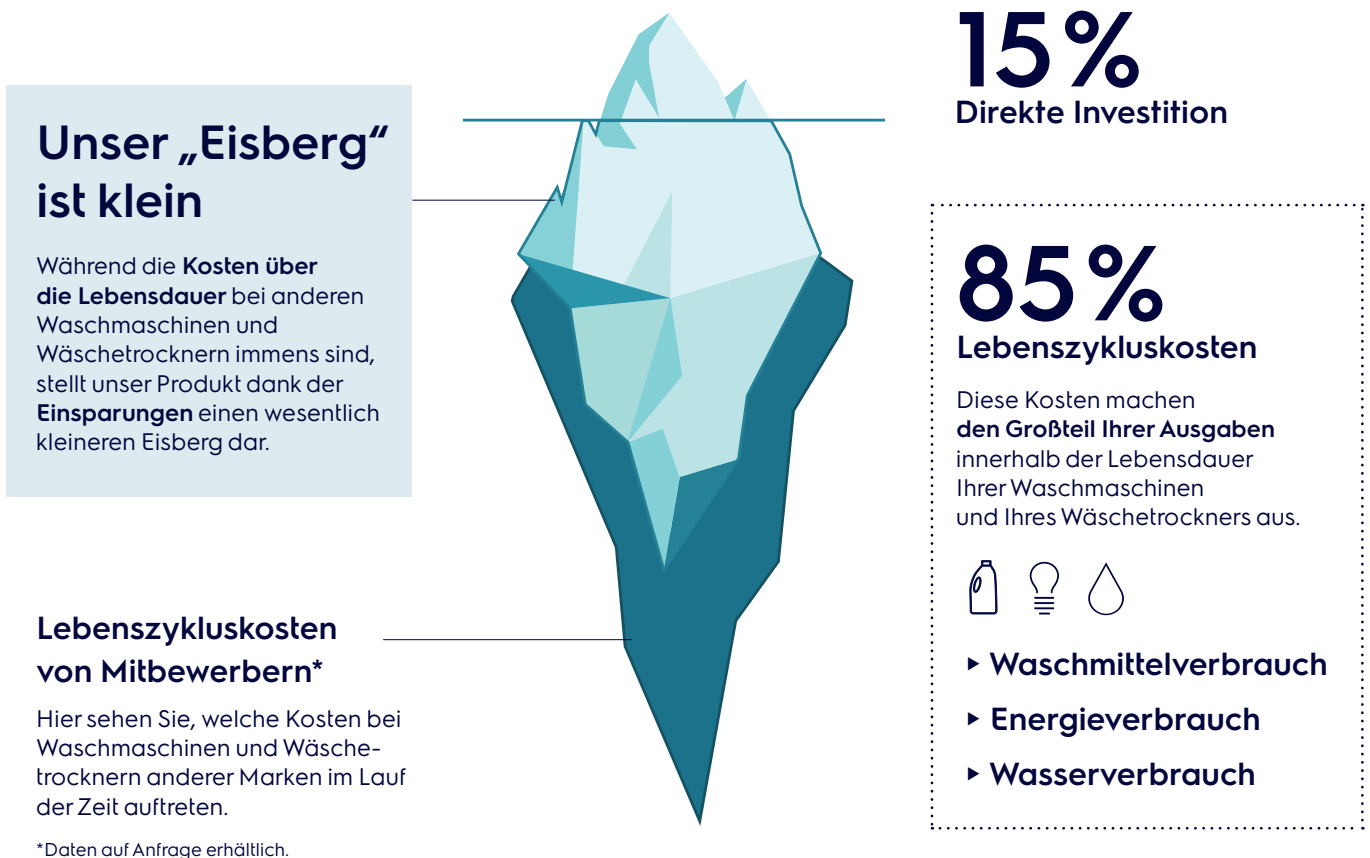 Unser „Eisberg“
ist klein
Während die Kosten über
die Lebensdauer bei anderen
Waschmaschinen und
Wäschetrocknern immens sind,
stellt unser Produkt dank der
Einsparungen einen wesentlich
kleineren Eisberg dar.
Lebenszykluskosten
von Mitbewerbern*
Hier sehen Sie, welche Kosten bei
Waschmaschinen und Wäsche-
trocknern anderer Marken im Lauf
der Zeit auftreten.
*Daten auf Anfrage erhältlich.
15%
Direkte Investition
85%
Lebenszykluskosten
Diese Kosten machen
den Großteil Ihrer Ausgaben
innerhalb der Lebensdauer
Ihrer Waschmaschinen
und Ihres Wäschetrockners aus.
▸ Waschmittelverbrauch
▸ Energieverbrauch
▸ Wasserverbrauch